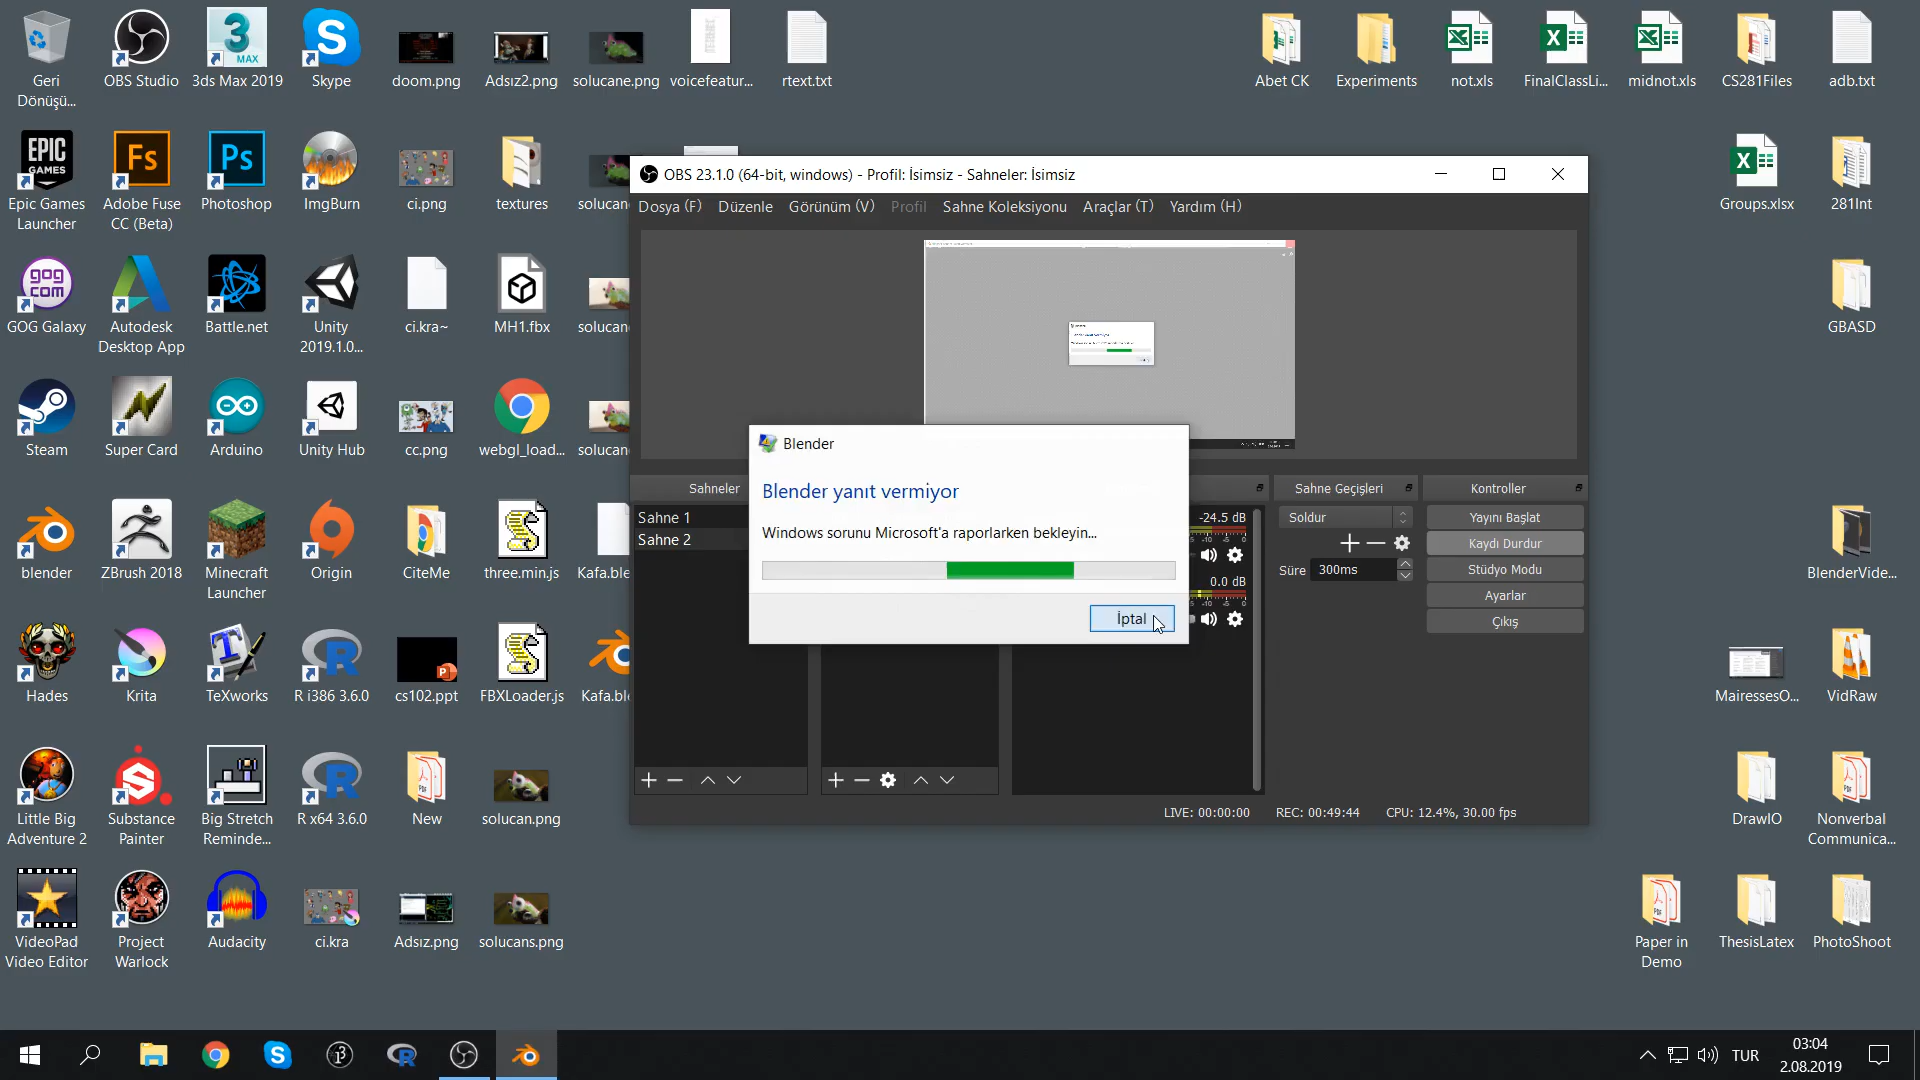 Geri
Dönüşü...
OBS Studio
3ds Max 2019
Skype
doom.png
Adsız2.png
solucane.png
voicefeatur...
rtext.txt
Abet CK
Experiments
not.xls
FinalClassLi...
midnot.xls
CS281Files
adb.txt
Epic Games
Launcher
Adobe Fuse
CC (Beta)
Photoshop
ImgBurn
ci.png
textures
solucan
Groups.xlsx
281Int
OBS 23.1.0 (64-bit, windows) - Profil: İsimsiz - Sahneler: İsimsiz
Dosya (F)
Düzenle
Görünüm (V)
Profil
Sahne Koleksiyonu
Araçlar (T)
Yardım (H)
GOG Galaxy
Autodesk
Desktop App
Battle.net
Unity
2019.1.0...
ci.kra~
MH1.fbx
solucan
GBASD
Steam
Super Card
Arduino
Unity Hub
cc.png
webgl_load...
solucan
Blender
Blender yanıt vermiyor
Windows sorunu Microsoft'a raporlarken bekleyin...
İptal
Sahneler
Sahne 1
Sahne 2
-24.5 dB
0.0 dB
Sahne Geçişleri
Soldur
Süre
300ms
Kontroller
Yayını Başlat
Kaydı Durdur
Stüdyo Modu
Ayarlar
Çıkış
blender
ZBrush 2018
Minecraft
Launcher
Origin
CiteMe
three.min.js
Kafa.ble
BlenderVide...
Hades
Krita
TeXworks
R i386 3.6.0
cs102.ppt
FBXLoader.js
Kafa.ble
MairessesO...
VidRaw
LIVE: 00:00:00
REC: 00:49:44
CPU: 12.4%, 30.00 fps
Little Big
Adventure 2
Substance
Painter
Big Stretch
Reminde...
R x64 3.6.0
New
solucan.png
DrawIO
Nonverbal
Communica...
VideoPad
Video Editor
Project
Warlock
Audacity
ci.kra
Adsız.png
solucans.png
Paper in
Demo
ThesisLatex
PhotoShoot
TUR
03:04
2.08.2019